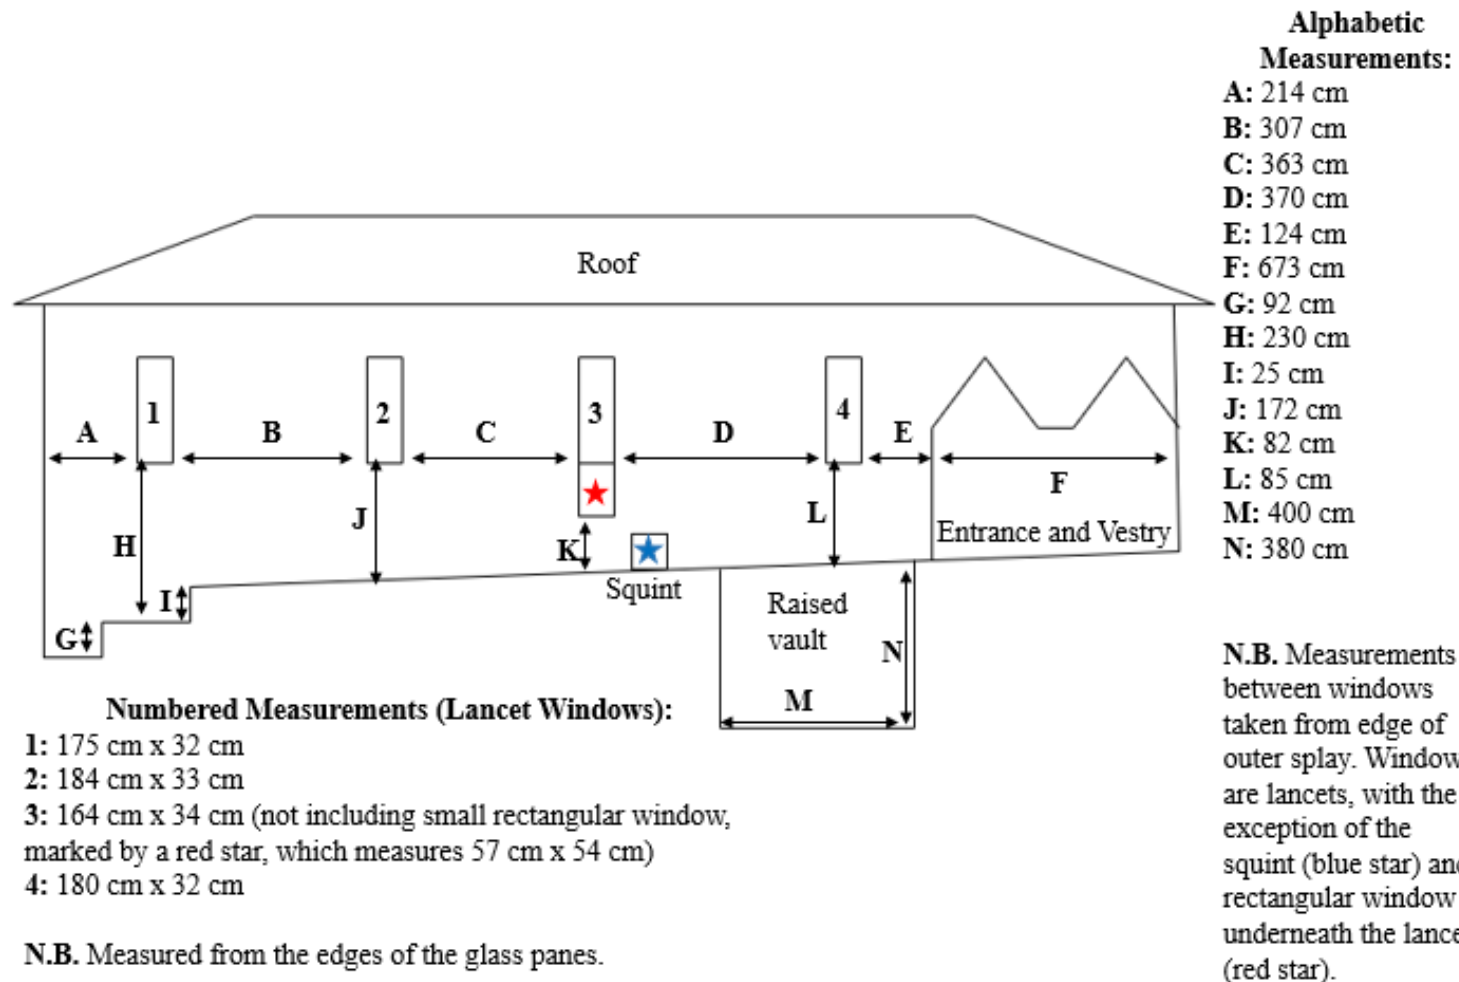 Alphabetic
Measurements:
A: 214 cm
B: 307 cm
C: 363 cm
D: 370 cm
E: 124 cm
F: 673 cm
G: 92 cm
H: 230 cm
I: 25 cm
J: 172 cm
K: 82 cm
L: 85 cm
M: 400 cm
N: 380 cm
Roof
1
2
3
4
A
B
C
D
E
F
H
J
K
L
Entrance and Vestry
Squint
I
G
Raised
vault
N
M
Numbered Measurements (Lancet Windows):
1: 175 cm x 32 cm
2: 184 cm x 33 cm
3: 164 cm x 34 cm (not including small rectangular window,
marked by a red star, which measures 57 cm x 54 cm)
4: 180 cm x 32 cm
N.B. Measured from the edges of the glass panes.
N.B. Measurements
between windows
taken from edge of
outer splay. Window
are lancets, with the
exception of the
squint (blue star) an
rectangular window
underneath the lance
(red star).